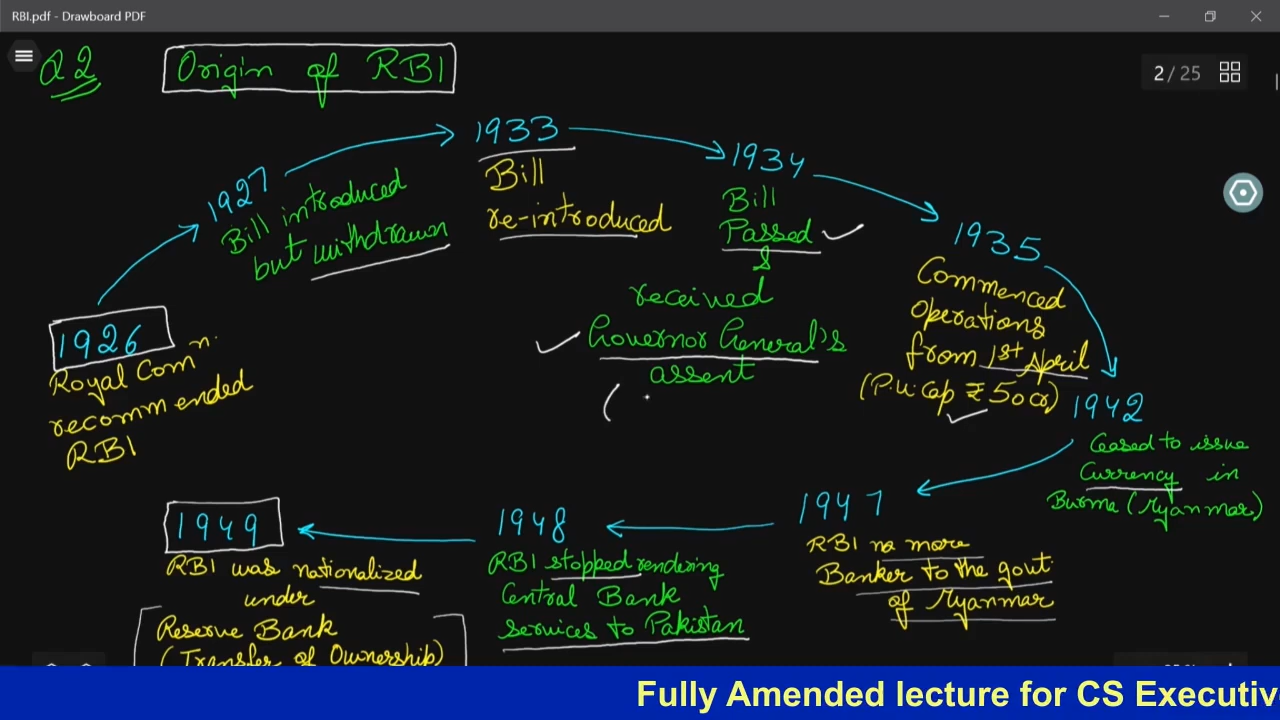 RBI.pdf - Drawboard PDF
Q2
Origin of RBI
2 / 25
1926
Royal Com n.
recommended
RBI
1927
Bill introduced
but withdrawn
1933
Bill
re-introduced
1934
Bill
Passed
&
received
Governor General's
assent
(
1935
Commenced
Operations
from 1st April
(P.U. Cap ₹ 50 Cr)
1942
Ceased to issue
Currency in
Burma (Myanmar)
1947
RBI no more
Banker to the govt
of Myanmar
1948
RBI stopped rendering
Central Bank
services to Pakistan
1949
RBI was nationalized
under
Reserve Bank
(Transfer of Ownership)
Fully Amended lecture for CS Executiv